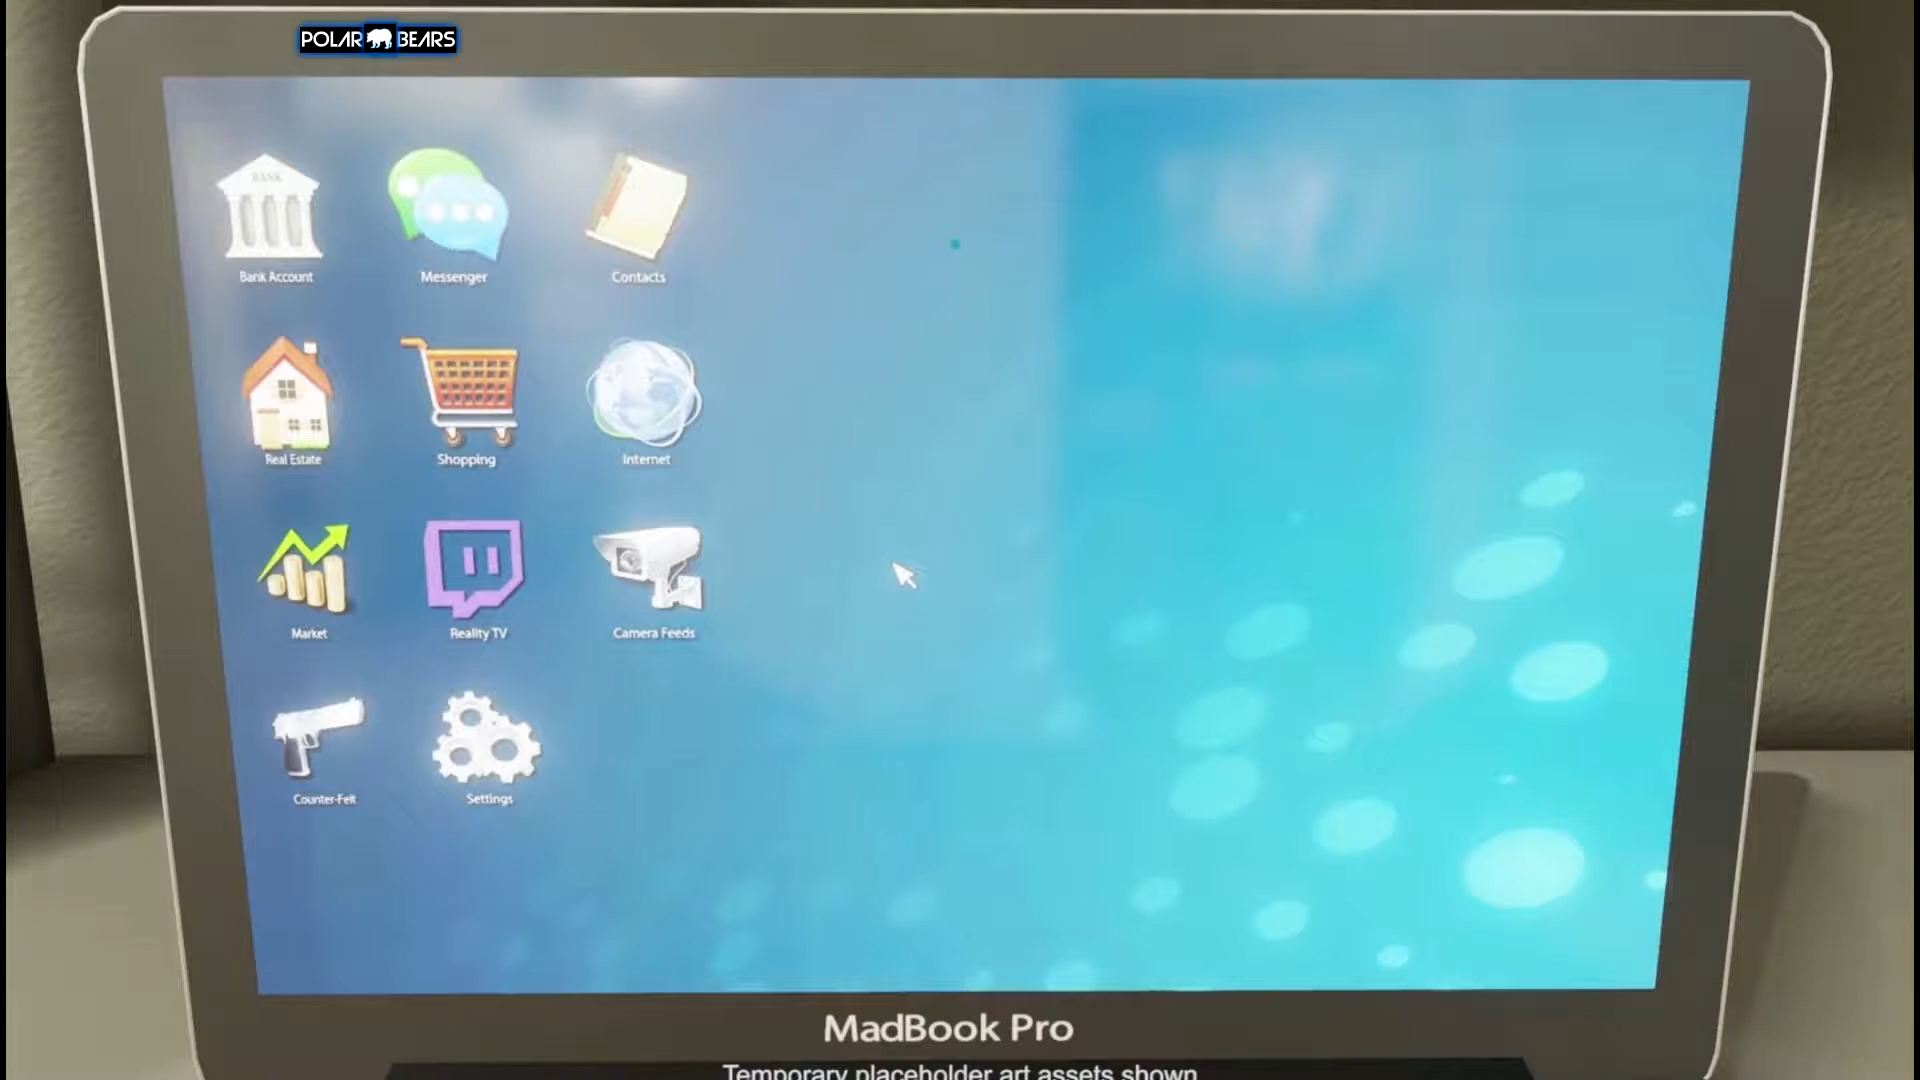 POLAR BEARS
BANK
Bank Account
Messenger
Contacts
Real Estate
Shopping
Internet
Market
Reality TV
Camera Feeds
Counter-Feit
Settings
MadBook Pro
Temporary placeholder art assets shown